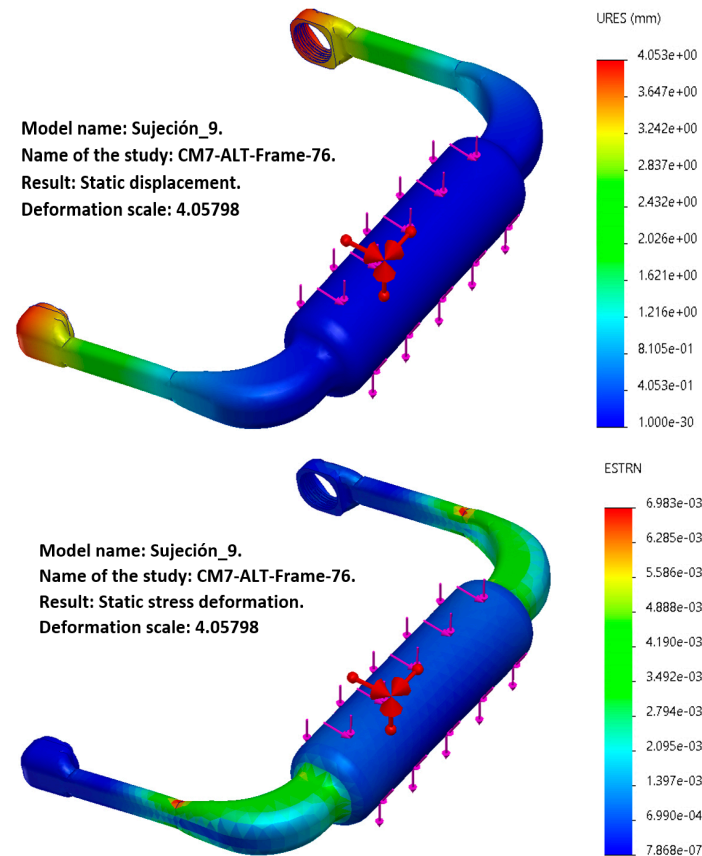 URES (mm)
4.053e+00
3.647e+00
3.242e+00
2.837e+00
2.432e+00
2.026e+00
1.621e+00
1.216e+00
8.105e-01
4.053e-01
1.000e-30
Model name: Sujeción_9.
Name of the study: CM7-ALT-Frame-76.
Result: Static displacement.
Deformation scale: 4.05798
ESTRN
6.983e-03
6.285e-03
5.586e-03
4.888e-03
4.190e-03
3.492e-03
2.794e-03
2.095e-03
1.397e-03
6.990e-04
7.868e-07
Model name: Sujeción_9.
Name of the study: CM7-ALT-Frame-76.
Result: Static stress deformation.
Deformation scale: 4.05798